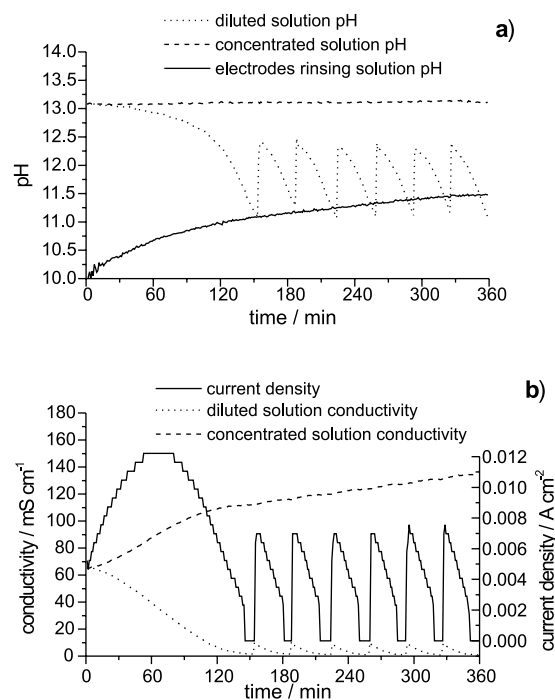 diluted solution pH
a)
concentrated solution pH
electrodes rinsing solution pH
14.0
13.5
13.0
12.5
12.0
11.5
11.0
10.5
10.0
pH
0 60 120 180 240 300 360
time / min
current density
b)
diluted solution conductivity
concentrated solution conductivity
180
160
140
120
100
80
60
40
20
0
conductivity / mS cm-1
0.012
0.010
0.008
0.006
0.004
0.002
0.000
current density / A cm-2
0 60 120 180 240 300 360
time / min